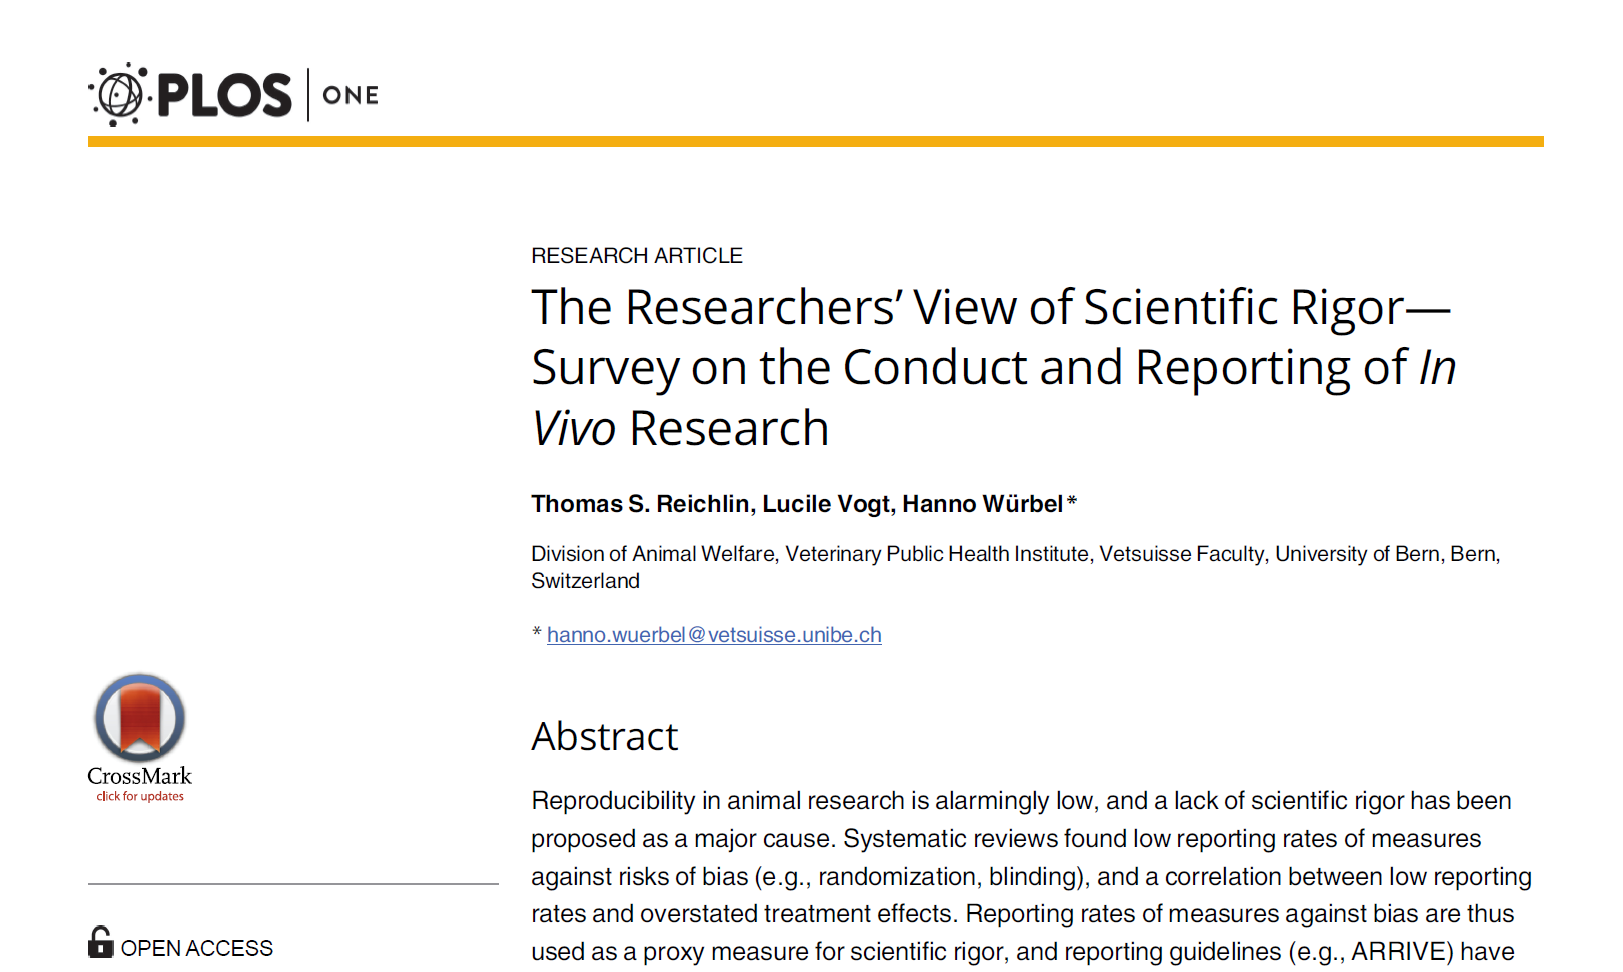 PLOS ONE
RESEARCH ARTICLE
The Researchers’ View of Scientific Rigor—
Survey on the Conduct and Reporting of In
Vivo Research
Thomas S. Reichlin, Lucile Vogt, Hanno Würbel*
Division of Animal Welfare, Veterinary Public Health Institute, Vetsuisse Faculty, University of Bern, Bern,
Switzerland
* hanno.wuerbel@vetsuisse.unibe.ch
CrossMark
click for updates
OPEN ACCESS
Abstract
Reproducibility in animal research is alarmingly low, and a lack of scientific rigor has been
proposed as a major cause. Systematic reviews found low reporting rates of measures
against risks of bias (e.g., randomization, blinding), and a correlation between low reporting
rates and overstated treatment effects. Reporting rates of measures against bias are thus
used as a proxy measure for scientific rigor, and reporting guidelines (e.g., ARRIVE) have